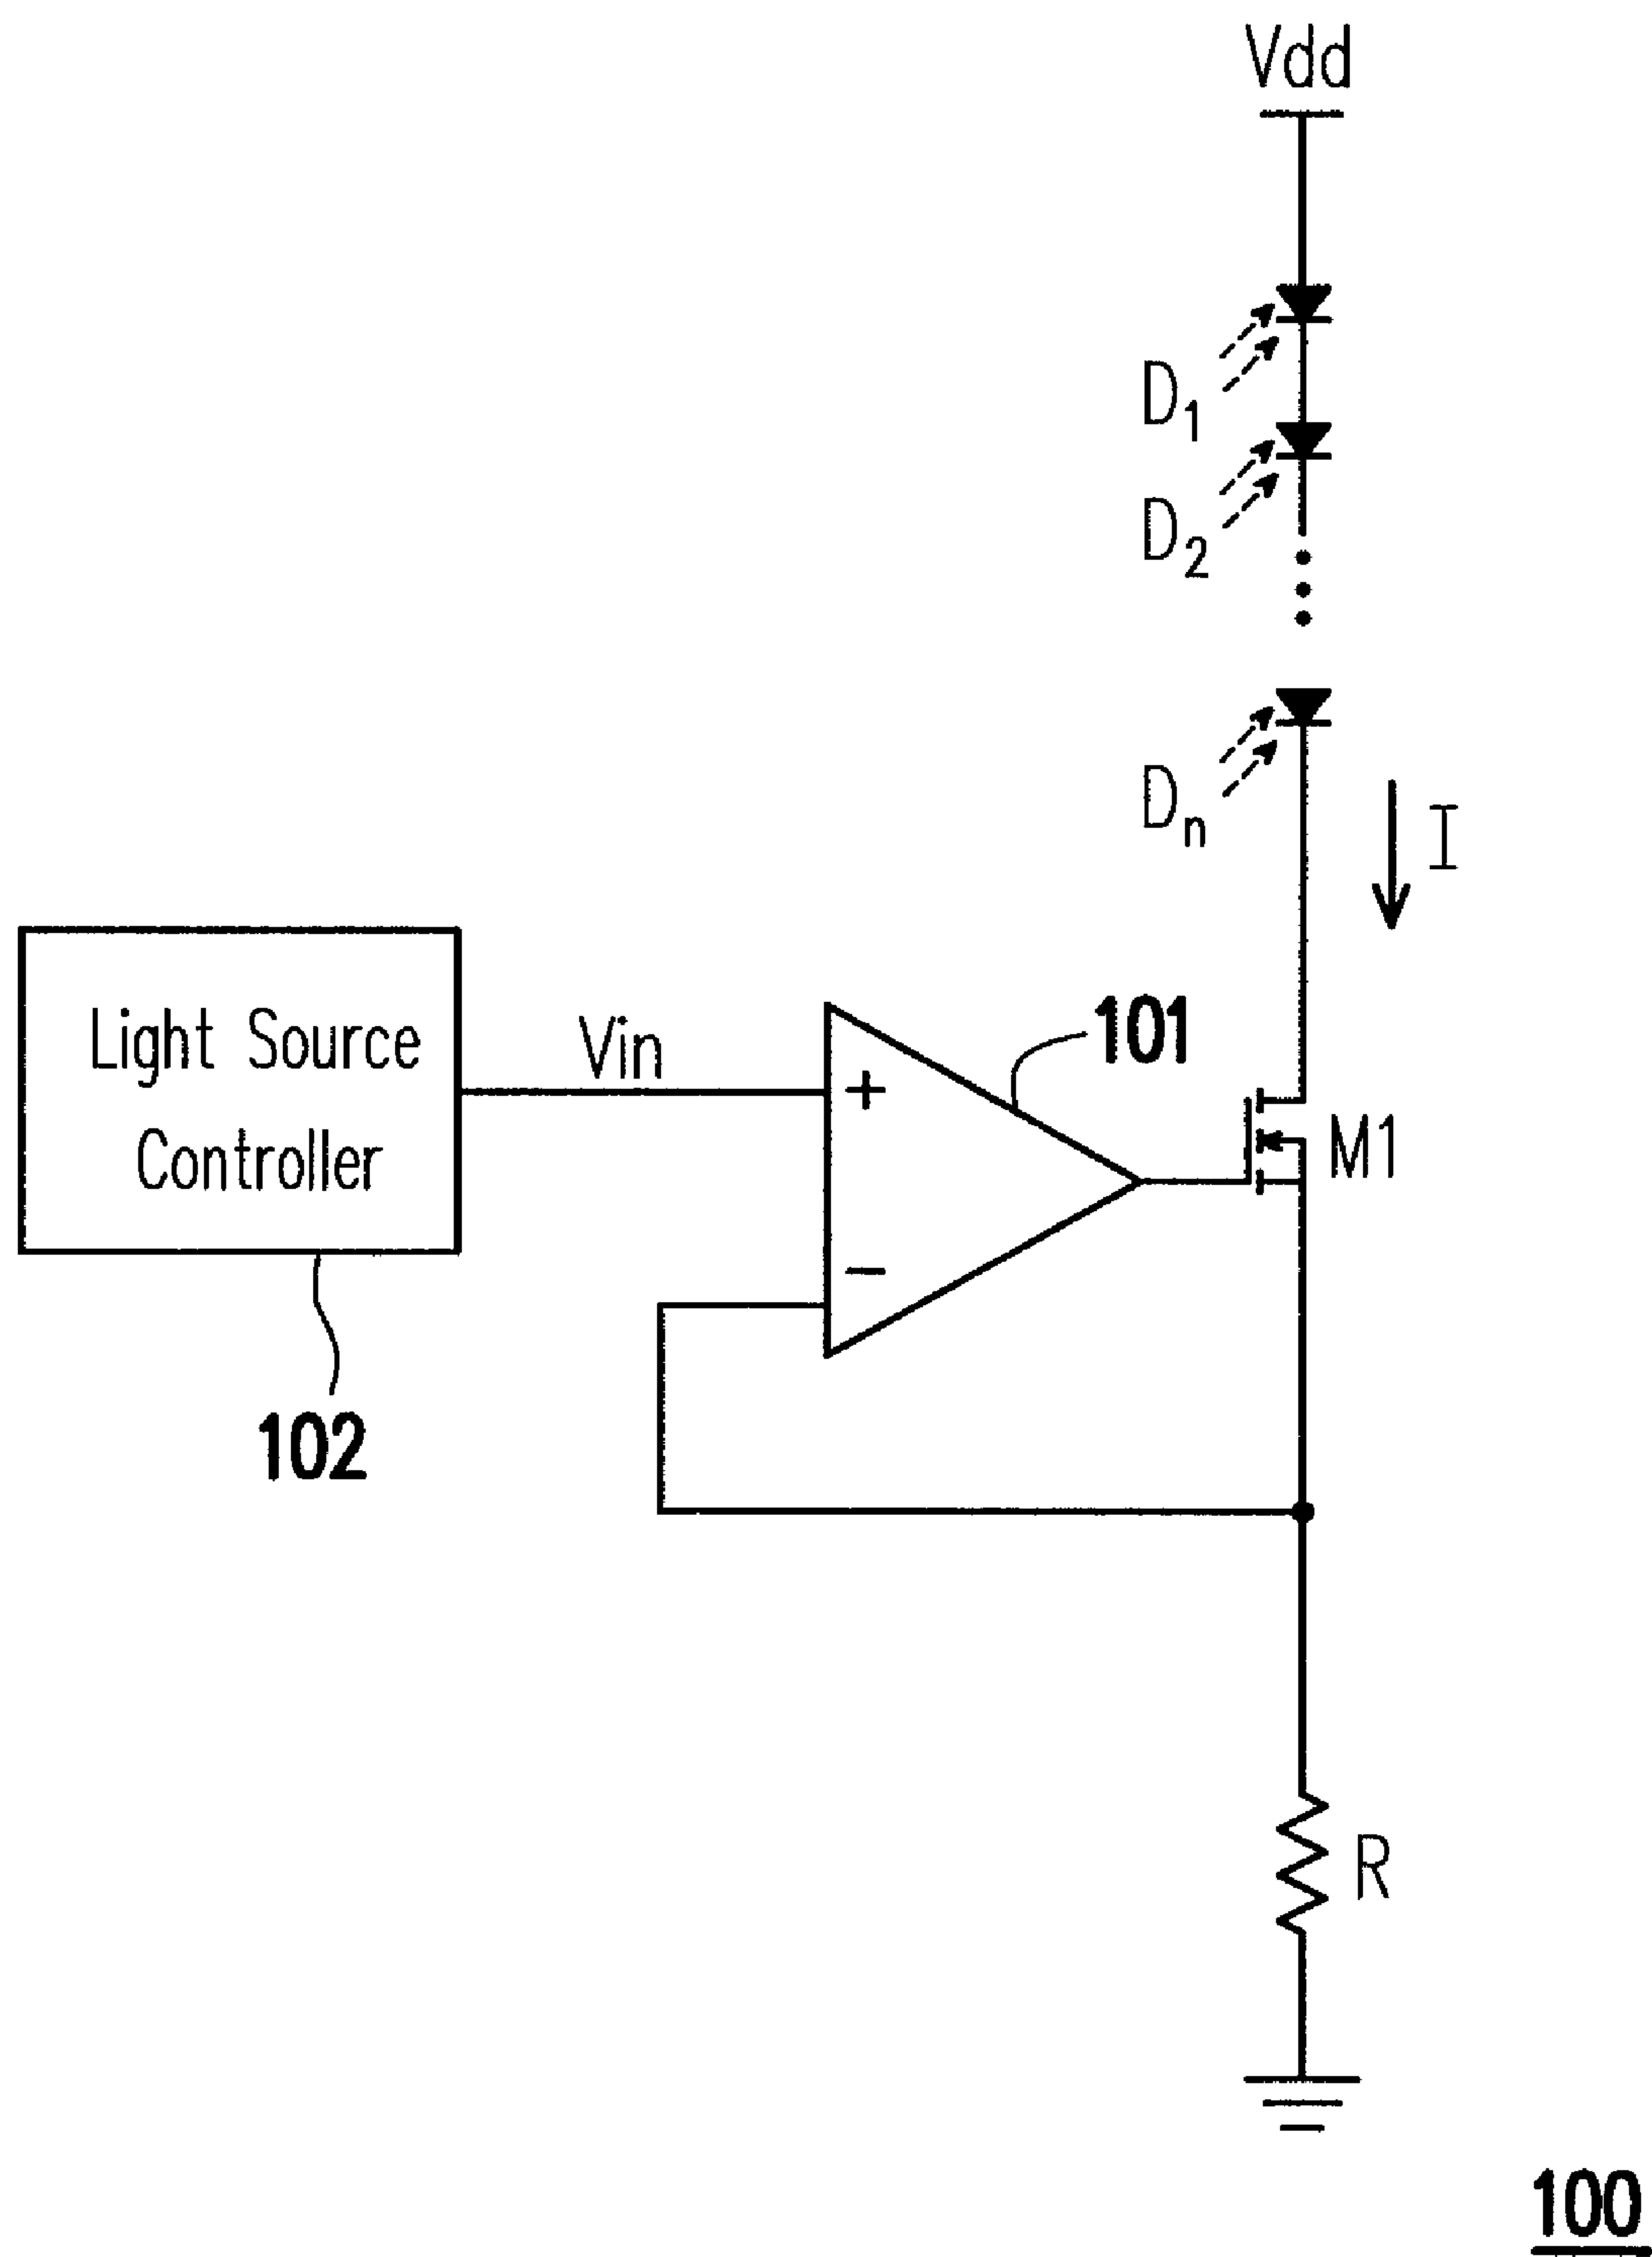 Vdd
D1
D2
Dn
I
Light Source
Controller
Vin
+
−
101
M1
102
R
100